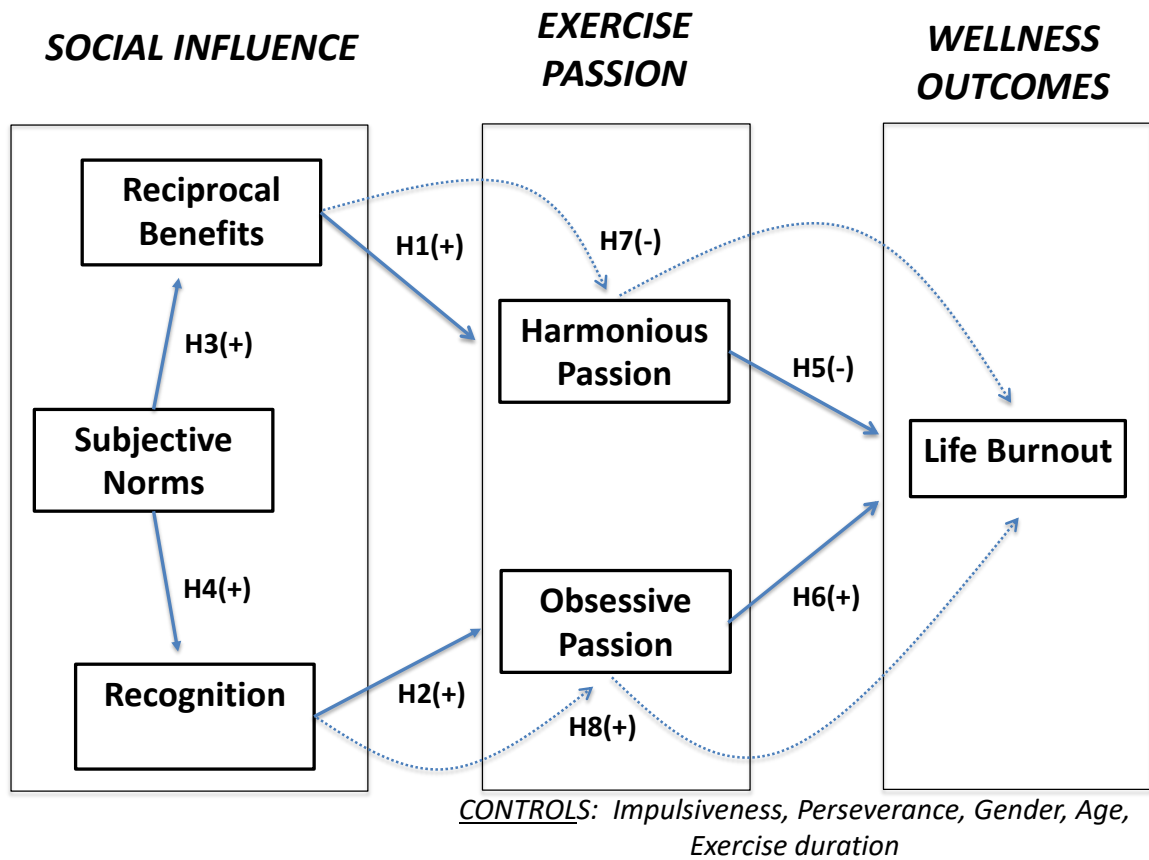 SOCIAL INFLUENCE
EXERCISE
PASSION
WELLNESS
OUTCOMES
Reciprocal
Benefits
H1(+)
H7(-)
H3(+)
Harmonious
Passion
H5(-)
Subjective
Norms
Life Burnout
H4(+)
Obsessive
Passion
H6(+)
Recognition
H2(+)
H8(+)
CONTROLS: Impulsiveness, Perseverance, Gender, Age,
Exercise duration